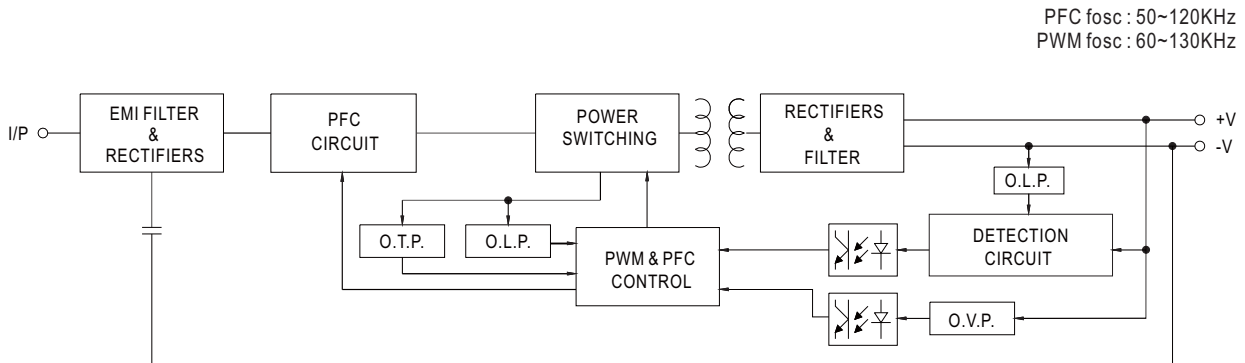 PFC fosc : 50~120KHz
PWM fosc : 60~130KHz
I/P
EMI FILTER
&
RECTIFIERS
PFC
CIRCUIT
POWER
SWITCHING
RECTIFIERS
&
FILTER
+V
-V
O.L.P.
O.T.P.
O.L.P.
PWM & PFC
CONTROL
DETECTION
CIRCUIT
O.V.P.